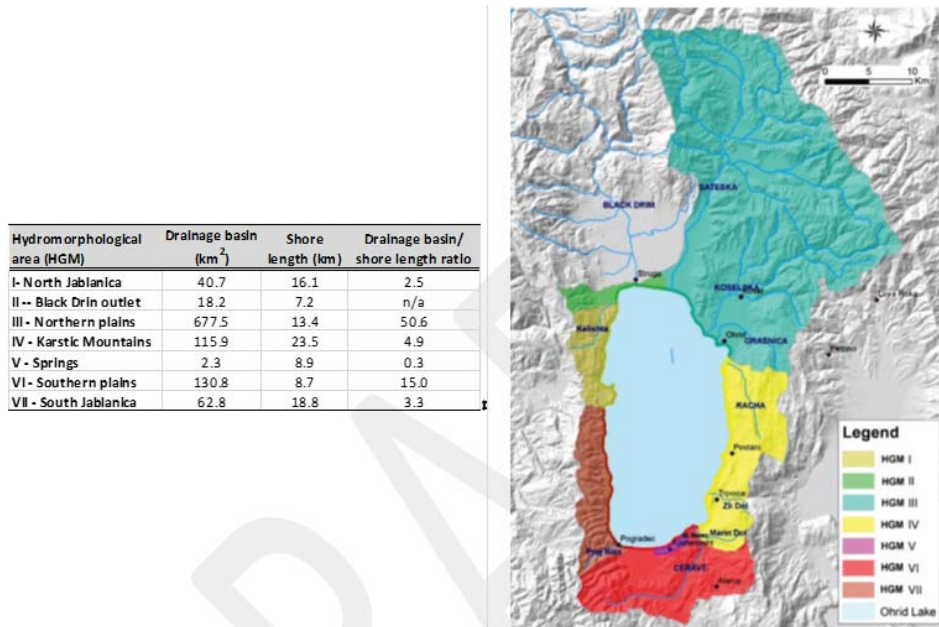 Hydromorphological area (HGM) Drainage basin (km²) Shore length (km) Drainage basin/ shore length ratio
I- North Jablanica 40.7 16.1 2.5
II -- Black Drin outlet 18.2 7.2 n/a
III - Northern plains 677.5 13.4 50.6
IV - Karstic Mountains 115.9 23.5 4.9
V - Springs 2.3 8.9 0.3
VI - Southern plains 130.8 8.7 15.0
VII - South Jablanica 62.8 18.8 3.3
0 5 10
Km
SATESKA
BLACK DRIM
Struga
KOSELSKA
Kalishta
Ohrid
GRASNICA
RACHA
Pestani
Trpejca
Zli Dol
Marin Dol
Pogradec
CERAVE
Legend
HGM I
HGM II
HGM III
HGM IV
HGM V
HGM VI
HGM VII
Ohrid Lake